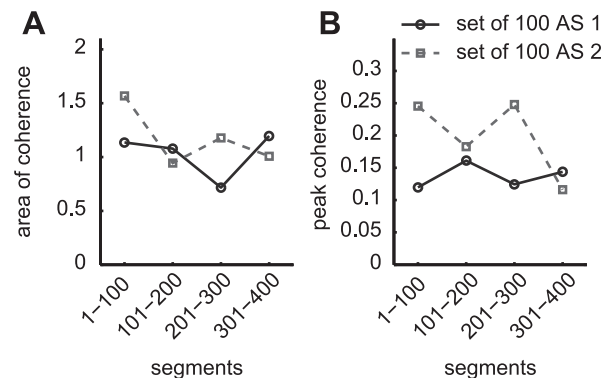 A
B
set of 100 AS 1
set of 100 AS 2
area of coherence
2
1.5
1
0.5
0
1–100
101–200
201–300
301–400
segments
peak coherence
0.3
0.25
0.2
0.15
0.1
0.05
0
1–100
101–200
201–300
301–400
segments